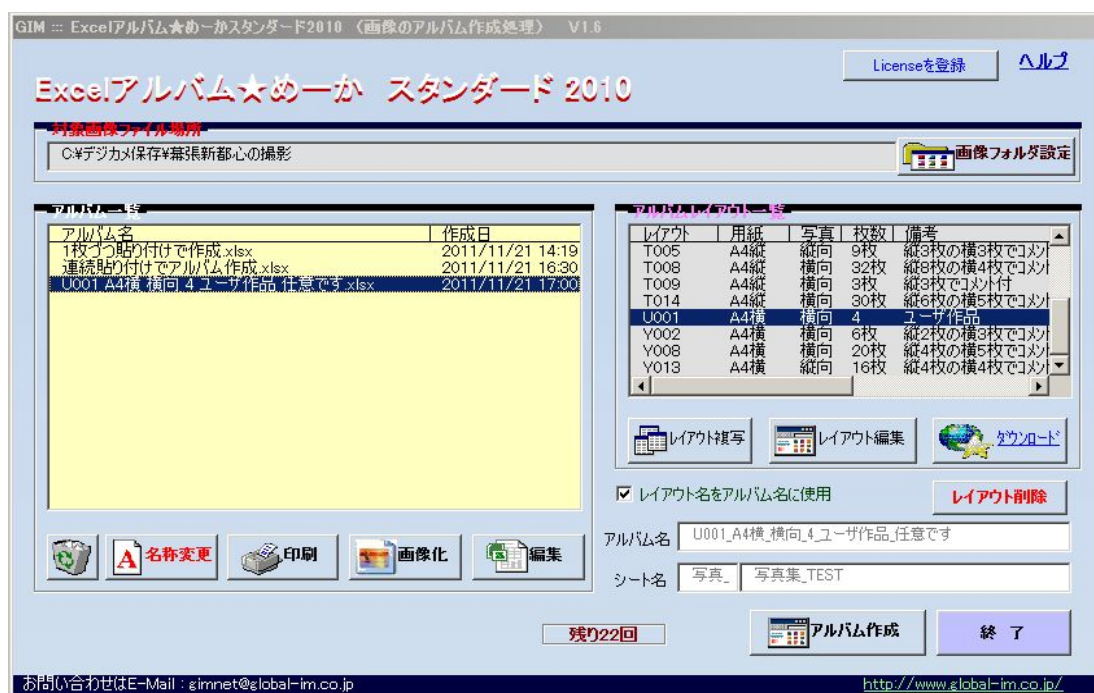 GIM ::: Excelアルバム★めーかスタンダード2010 〈画像のアルバム作成処理〉 V1.6
Licenseを登録 ヘルプ
Excelアルバム★めーか スタンダード 2010
対象画像ファイル場所
C:¥デジカメ保存¥幕張新都心の撮影
画像フォルダ設定
アルバム一覧
アルバム名 作成日
1枚づつ貼り付けで作成.xlsx 2011/11/21 14:19
連続貼り付けでアルバム作成.xlsx 2011/11/21 16:30
U001_A4横_横向_4_ユーザ作品_任意です.xlsx 2011/11/21 17:00
アルバムレイアウト一覧
レイアウト 用紙 写真 枚数 備考
T005 A4縦 縦向 9枚 縦3枚の横3枚でコメント
T008 A4縦 横向 32枚 縦8枚の横4枚でコメント
T009 A4縦 横向 3枚 縦3枚でコメント付
T014 A4縦 横向 30枚 縦6枚の横5枚でコメント
U001 A4横 横向 4 ユーザ作品
Y002 A4横 横向 6枚 縦2枚の横3枚でコメント
Y008 A4横 横向 20枚 縦4枚の横5枚でコメント
Y013 A4横 縦向 16枚 縦4枚の横4枚でコメント
レイアウト複写 レイアウト編集 ダウンロード
レイアウト名をアルバム名に使用 レイアウト削除
アルバム名 U001_A4横_横向_4_ユーザ作品_任意です
シート名 写真_ 写真集_TEST
名称変更 印刷 画像化 編集
残り22回
アルバム作成 終 了
お問い合わせはE-Mail : gimnet@global-im.co.jp
http://www.global-im.co.jp/